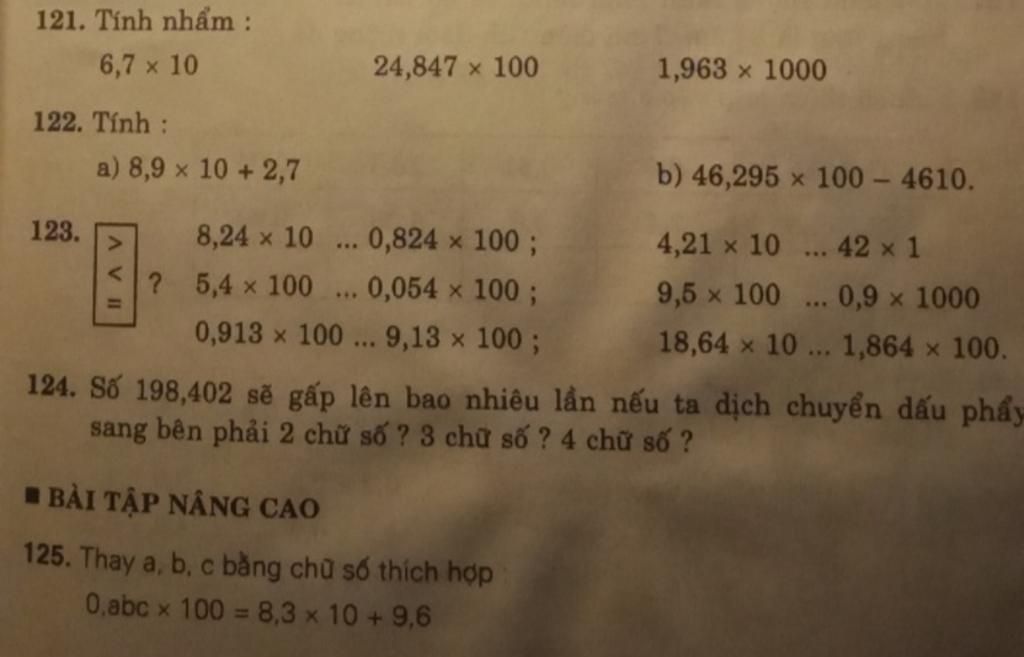 121. Tính nhẩm :
6,7 × 10 24,847 × 100 1,963 × 1000
122. Tính :
a) 8,9 × 10 + 2,7 b) 46,295 × 100 – 4610.
123. > 8,24 × 10 ... 0,824 × 100 ; 4,21 × 10 ... 42 × 1
< ? 5,4 × 100 ... 0,054 × 100 ; 9,5 × 100 ... 0,9 × 1000
= 0,913 × 100 ... 9,13 × 100 ; 18,64 × 10 ... 1,864 × 100.
124. Số 198,402 sẽ gấp lên bao nhiêu lần nếu ta dịch chuyển dấu phẩy
sang bên phải 2 chữ số ? 3 chữ số ? 4 chữ số ?
■ BÀI TẬP NÂNG CAO
125. Thay a, b, c bằng chữ số thích hợp
0,abc × 100 = 8,3 × 10 + 9,6